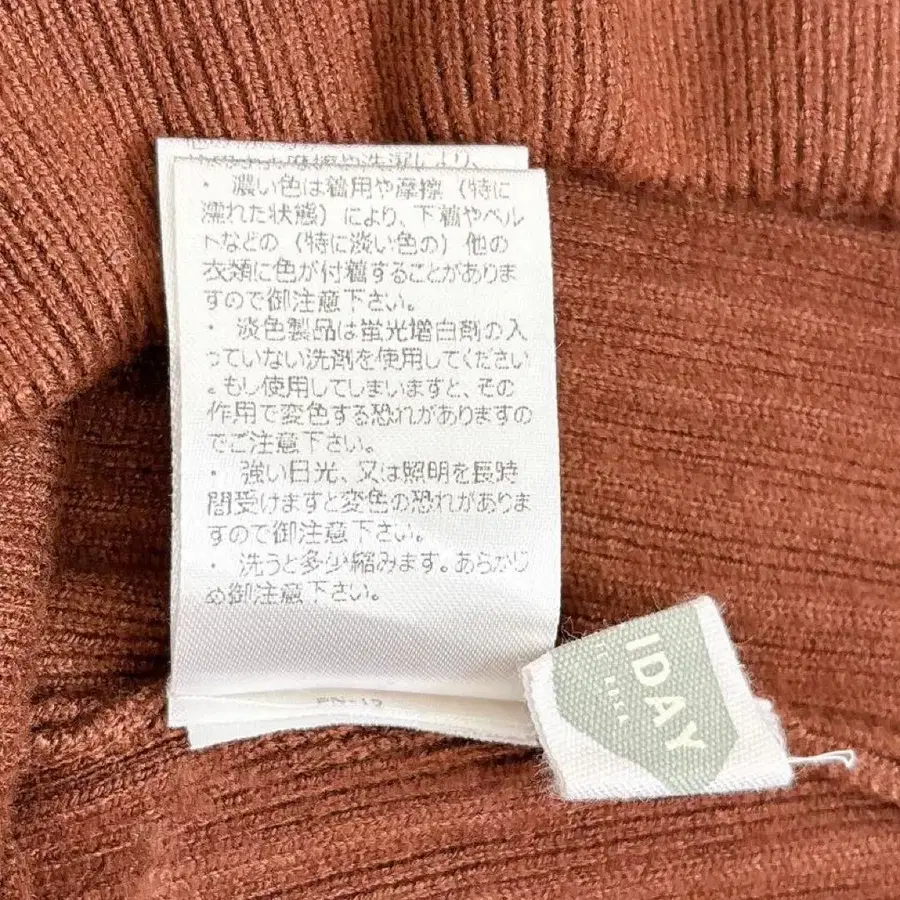 ・ 濃い色は着用や摩擦（特に
濡れた状態）により、下着やベル
トなどの（特に淡い色の）他の
衣類に色が付着することがありま
すので御注意下さい。
・ 淡色製品は蛍光増白剤の入
っていない洗剤を使用してください
。もし使用してしまいますと、その
作用で変色する恐れがありますの
でご注意下さい。
・ 強い日光、又は照明を長時
間受けますと変色の恐れがありま
すので御注意下さい。
・ 洗うと多少縮みます。あらかじ
め御注意下さい。
IDAY